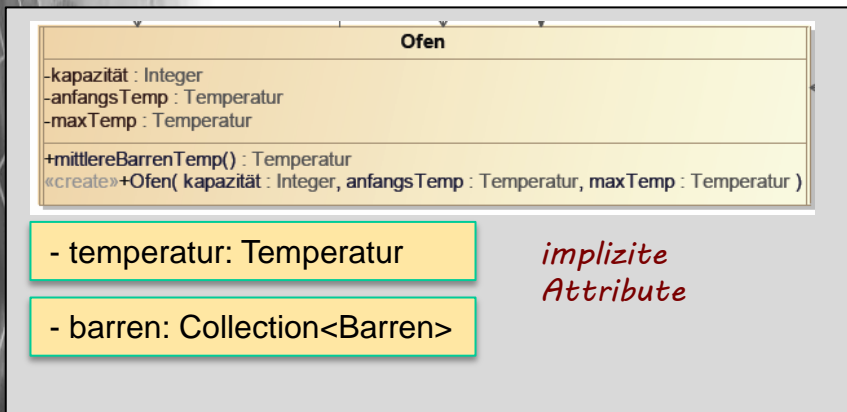 Ofen
-kapazität : Integer
-anfangsTemp : Temperatur
-maxTemp : Temperatur
+mittlereBarrenTemp() : Temperatur
«create»+Ofen( kapazität : Integer, anfangsTemp : Temperatur, maxTemp : Temperatur )
- temperatur: Temperatur
implizite
Attribute
- barren: Collection<Barren>